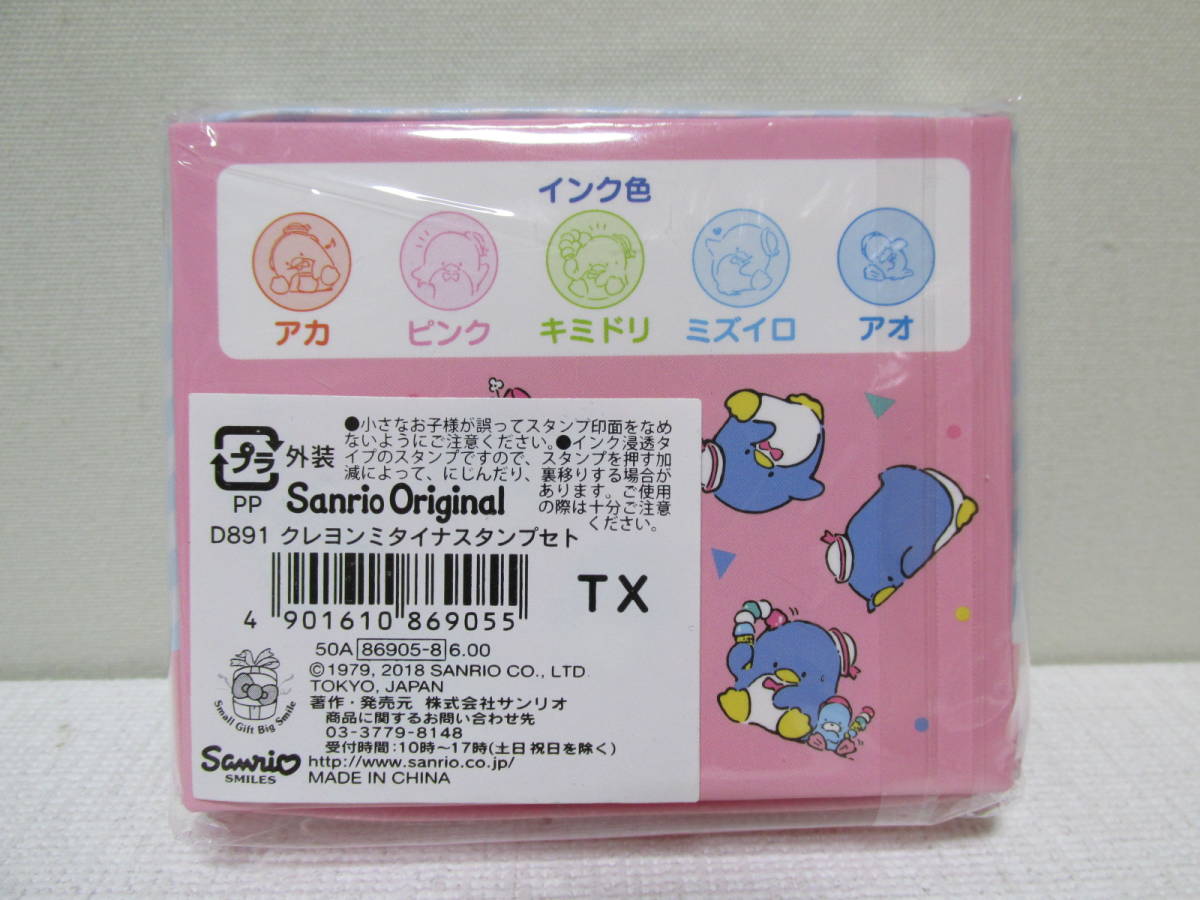 インク色
アカ ピンク キミドリ ミズイロ アオ
●小さなお子様が誤ってスタンプ印面をなめ
ないようにご注意ください。●インク浸透タ
イプのスタンプですので、スタンプを押す加
減によって、にじんだり、裏移りする場合が
あります。ご使用
の際は十分ご注意
ください。
プラ
外装
PP
Sanrio Original
D891 クレヨンミタイナスタンプセト
4 901610 869055
TX
50A 86905-8 6.00
©1979, 2018 SANRIO CO., LTD.
TOKYO, JAPAN
著作・発売元 株式会社サンリオ
商品に関するお問い合わせ先
03-3779-8148
受付時間:10時~17時(土日祝日を除く)
http://www.sanrio.co.jp/
MADE IN CHINA
Small Gift Big Smile
Sanrio
SMILES